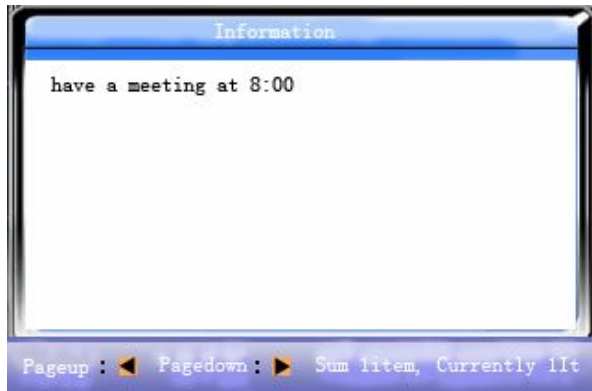 Information
have a meeting at 8:00
Pageup : ◀ Pagedown : ▶ Sum 1item, Currently 1It